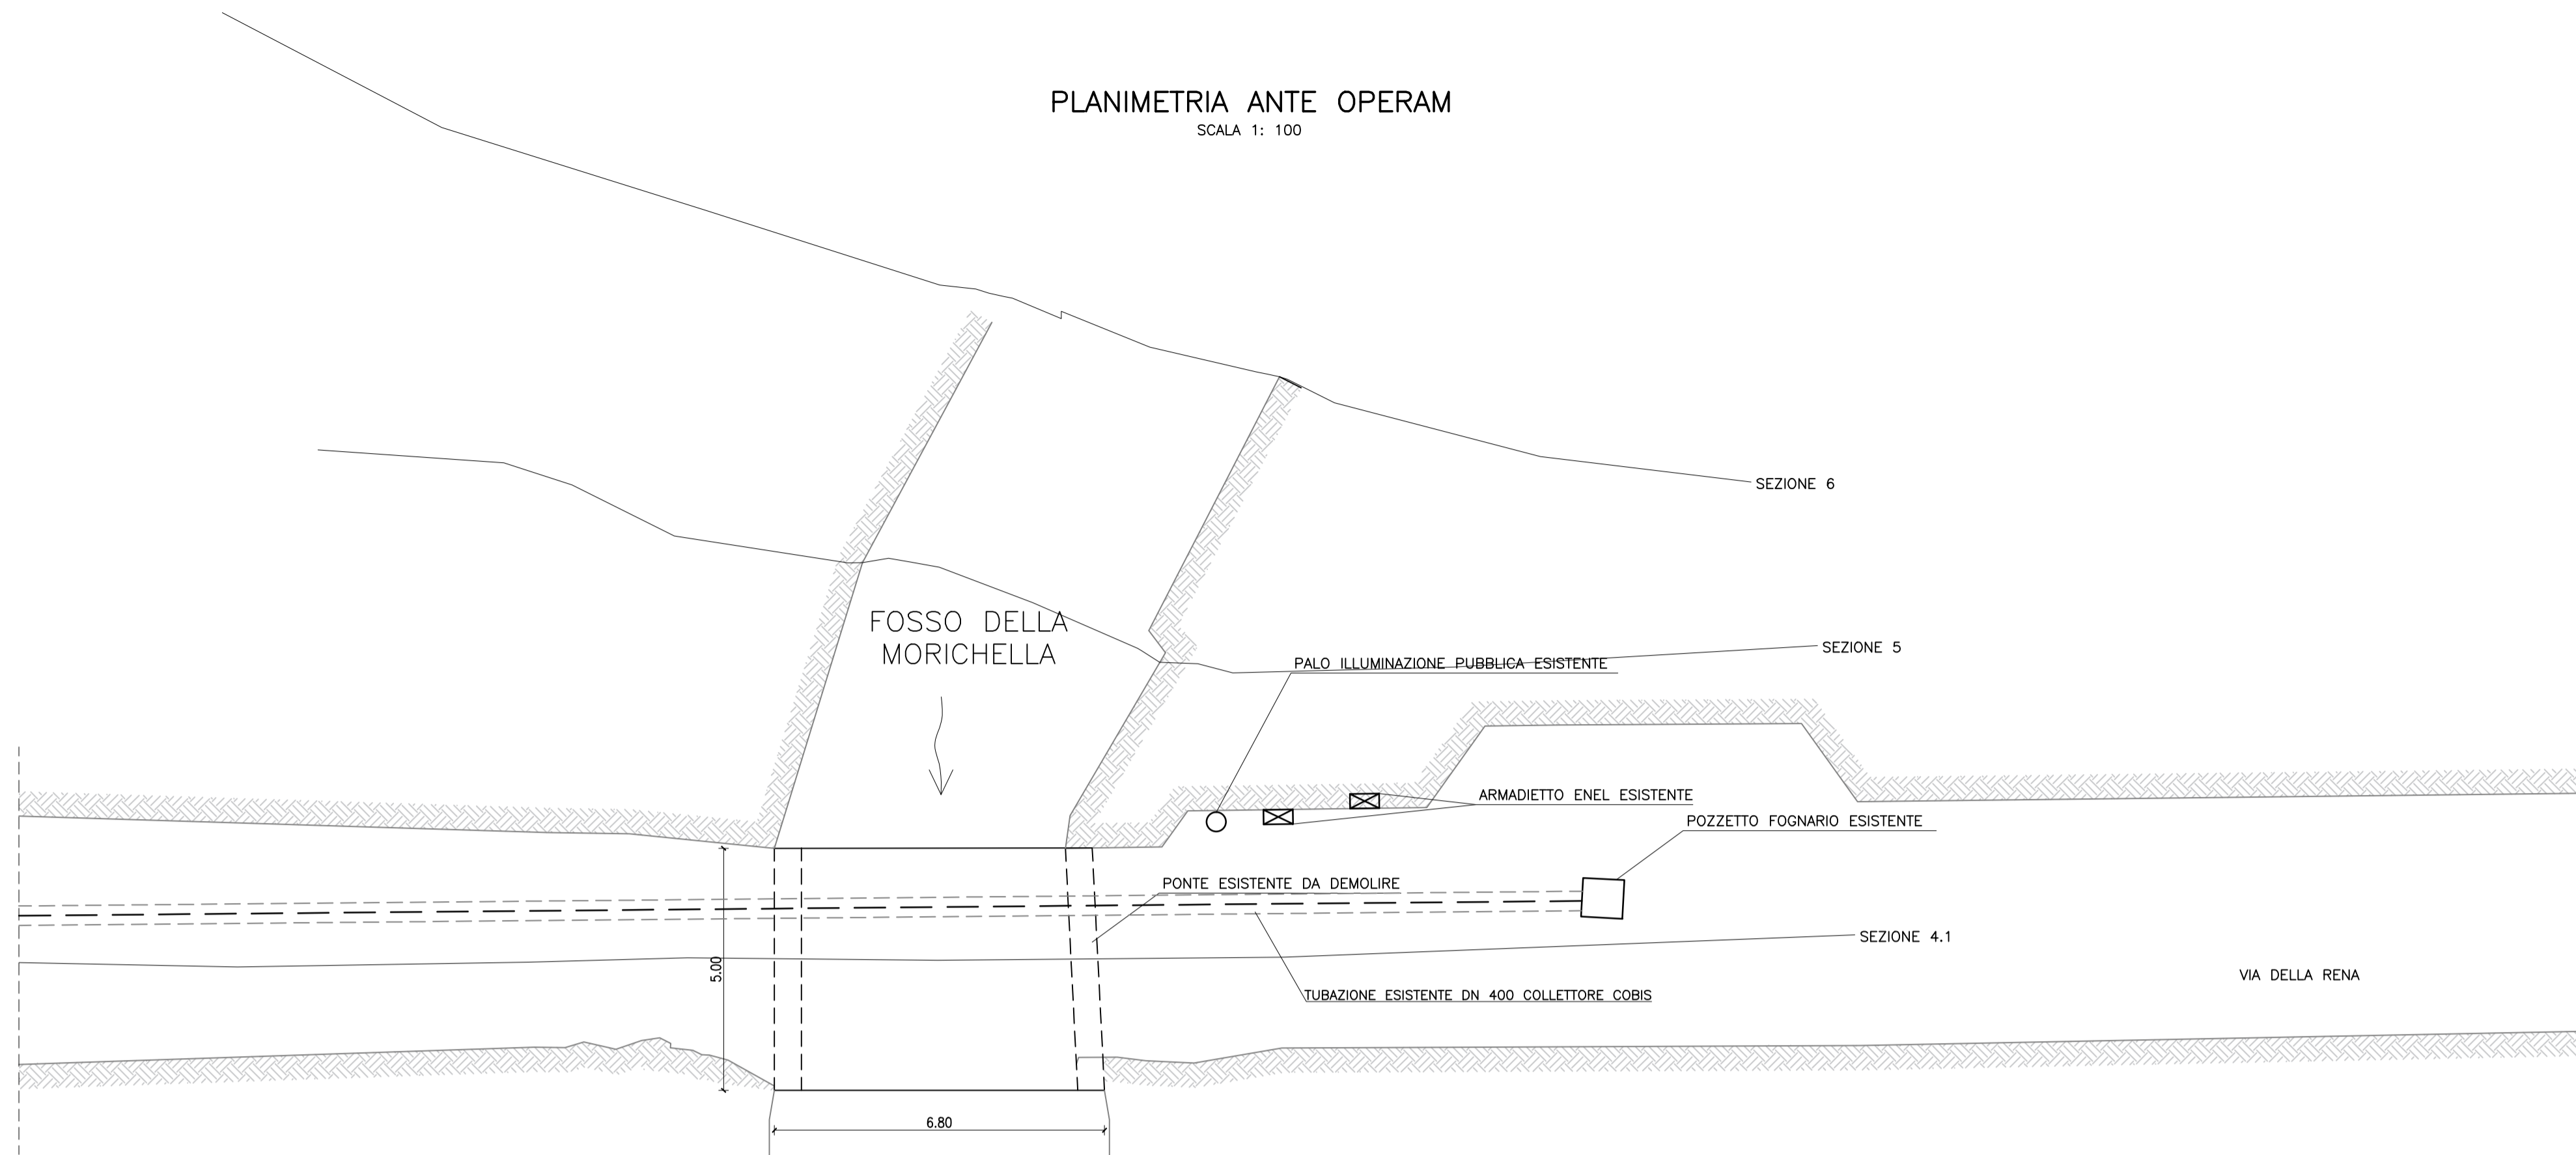 PLANIMETRIA ANTE OPERAM
SCALA 1: 100
SEZIONE 6
FOSSO DELLA
MORICHELLA
SEZIONE 5
PALO ILLUMINAZIONE PUBBLICA ESISTENTE
ARMADIETTO ENEL ESISTENTE
POZZETTO FOGNARIO ESISTENTE
PONTE ESISTENTE DA DEMOLIRE
SEZIONE 4.1
5.00
VIA DELLA RENA
TUBAZIONE ESISTENTE DN 400 COLLETTORE COBIS
6.80